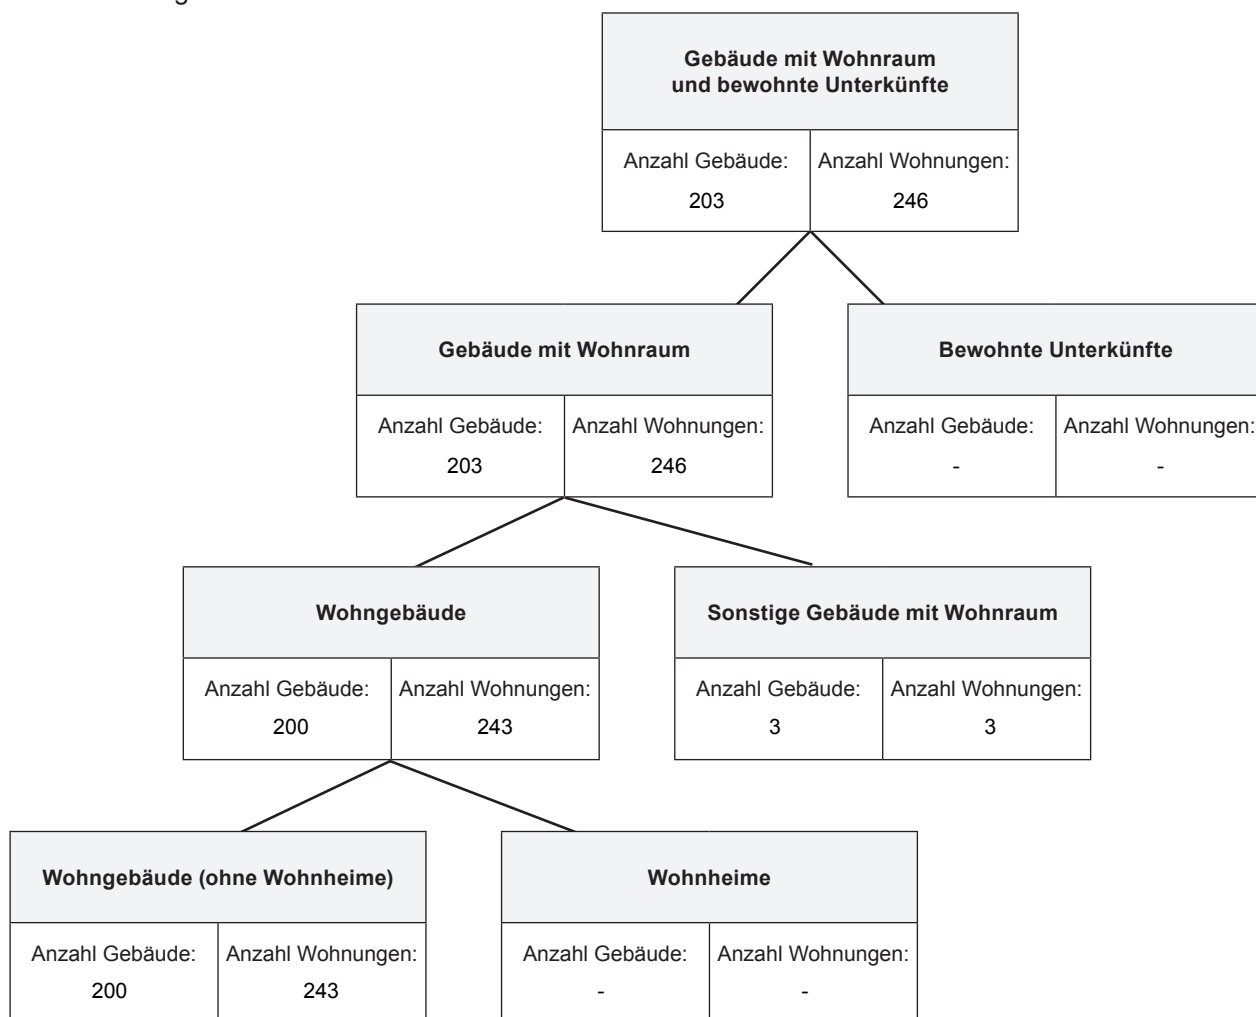 Gebäude mit Wohnraum
und bewohnte Unterkünfte
Anzahl Gebäude: Anzahl Wohnungen:
203 246
Gebäude mit Wohnraum
Anzahl Gebäude: Anzahl Wohnungen:
203 246
Bewohnte Unterkünfte
Anzahl Gebäude: Anzahl Wohnungen:
- -
Wohngebäude
Anzahl Gebäude: Anzahl Wohnungen:
200 243
Sonstige Gebäude mit Wohnraum
Anzahl Gebäude: Anzahl Wohnungen:
3 3
Wohngebäude (ohne Wohnheime)
Anzahl Gebäude: Anzahl Wohnungen:
200 243
Wohnheime
Anzahl Gebäude: Anzahl Wohnungen:
- -